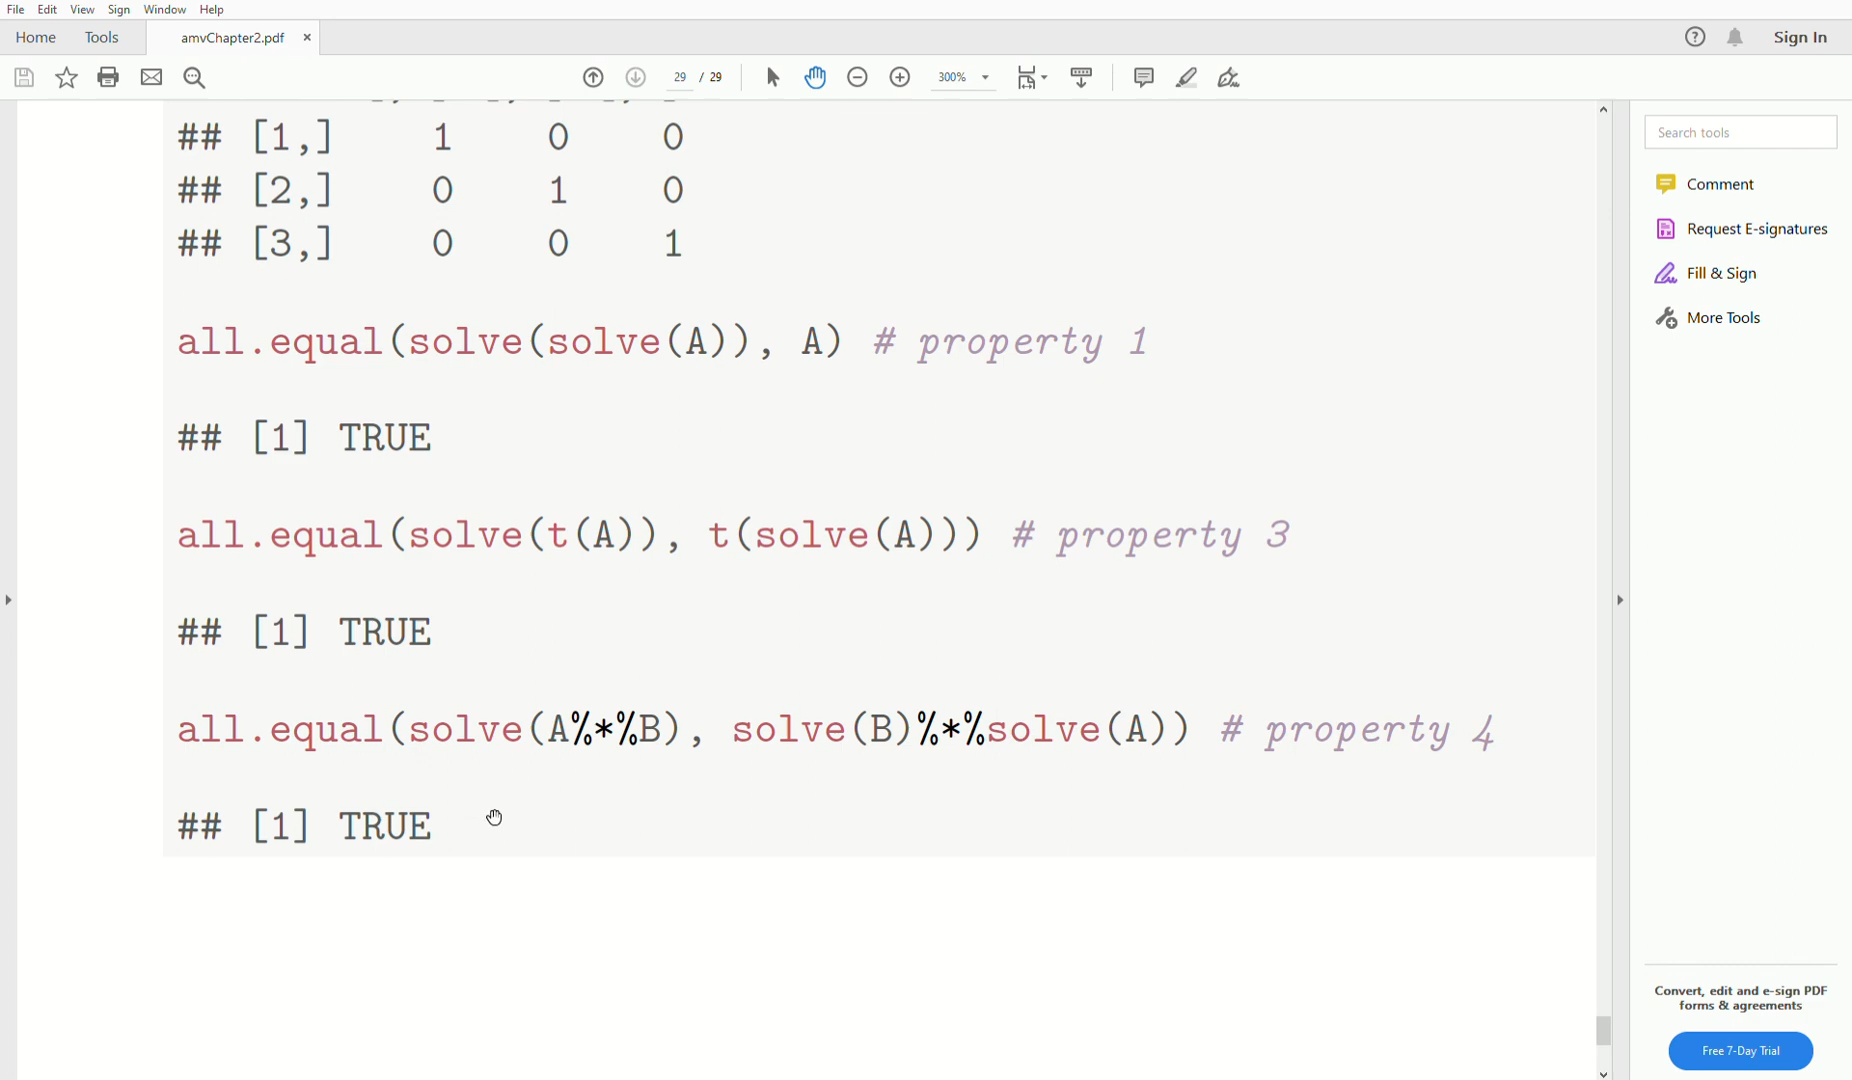 File Edit View Sign Window Help
Home Tools amvChapter2.pdf × Sign In
29 / 29 300%
## [1,] 1 0 0
## [2,] 0 1 0
## [3,] 0 0 1
all.equal(solve(solve(A)), A) # property 1
## [1] TRUE
all.equal(solve(t(A)), t(solve(A))) # property 3
## [1] TRUE
all.equal(solve(A%*%B), solve(B)%*%solve(A)) # property 4
## [1] TRUE
Search tools
Comment
Request E-signatures
Fill & Sign
More Tools
Convert, edit and e-sign PDF
forms & agreements
Free 7-Day Trial